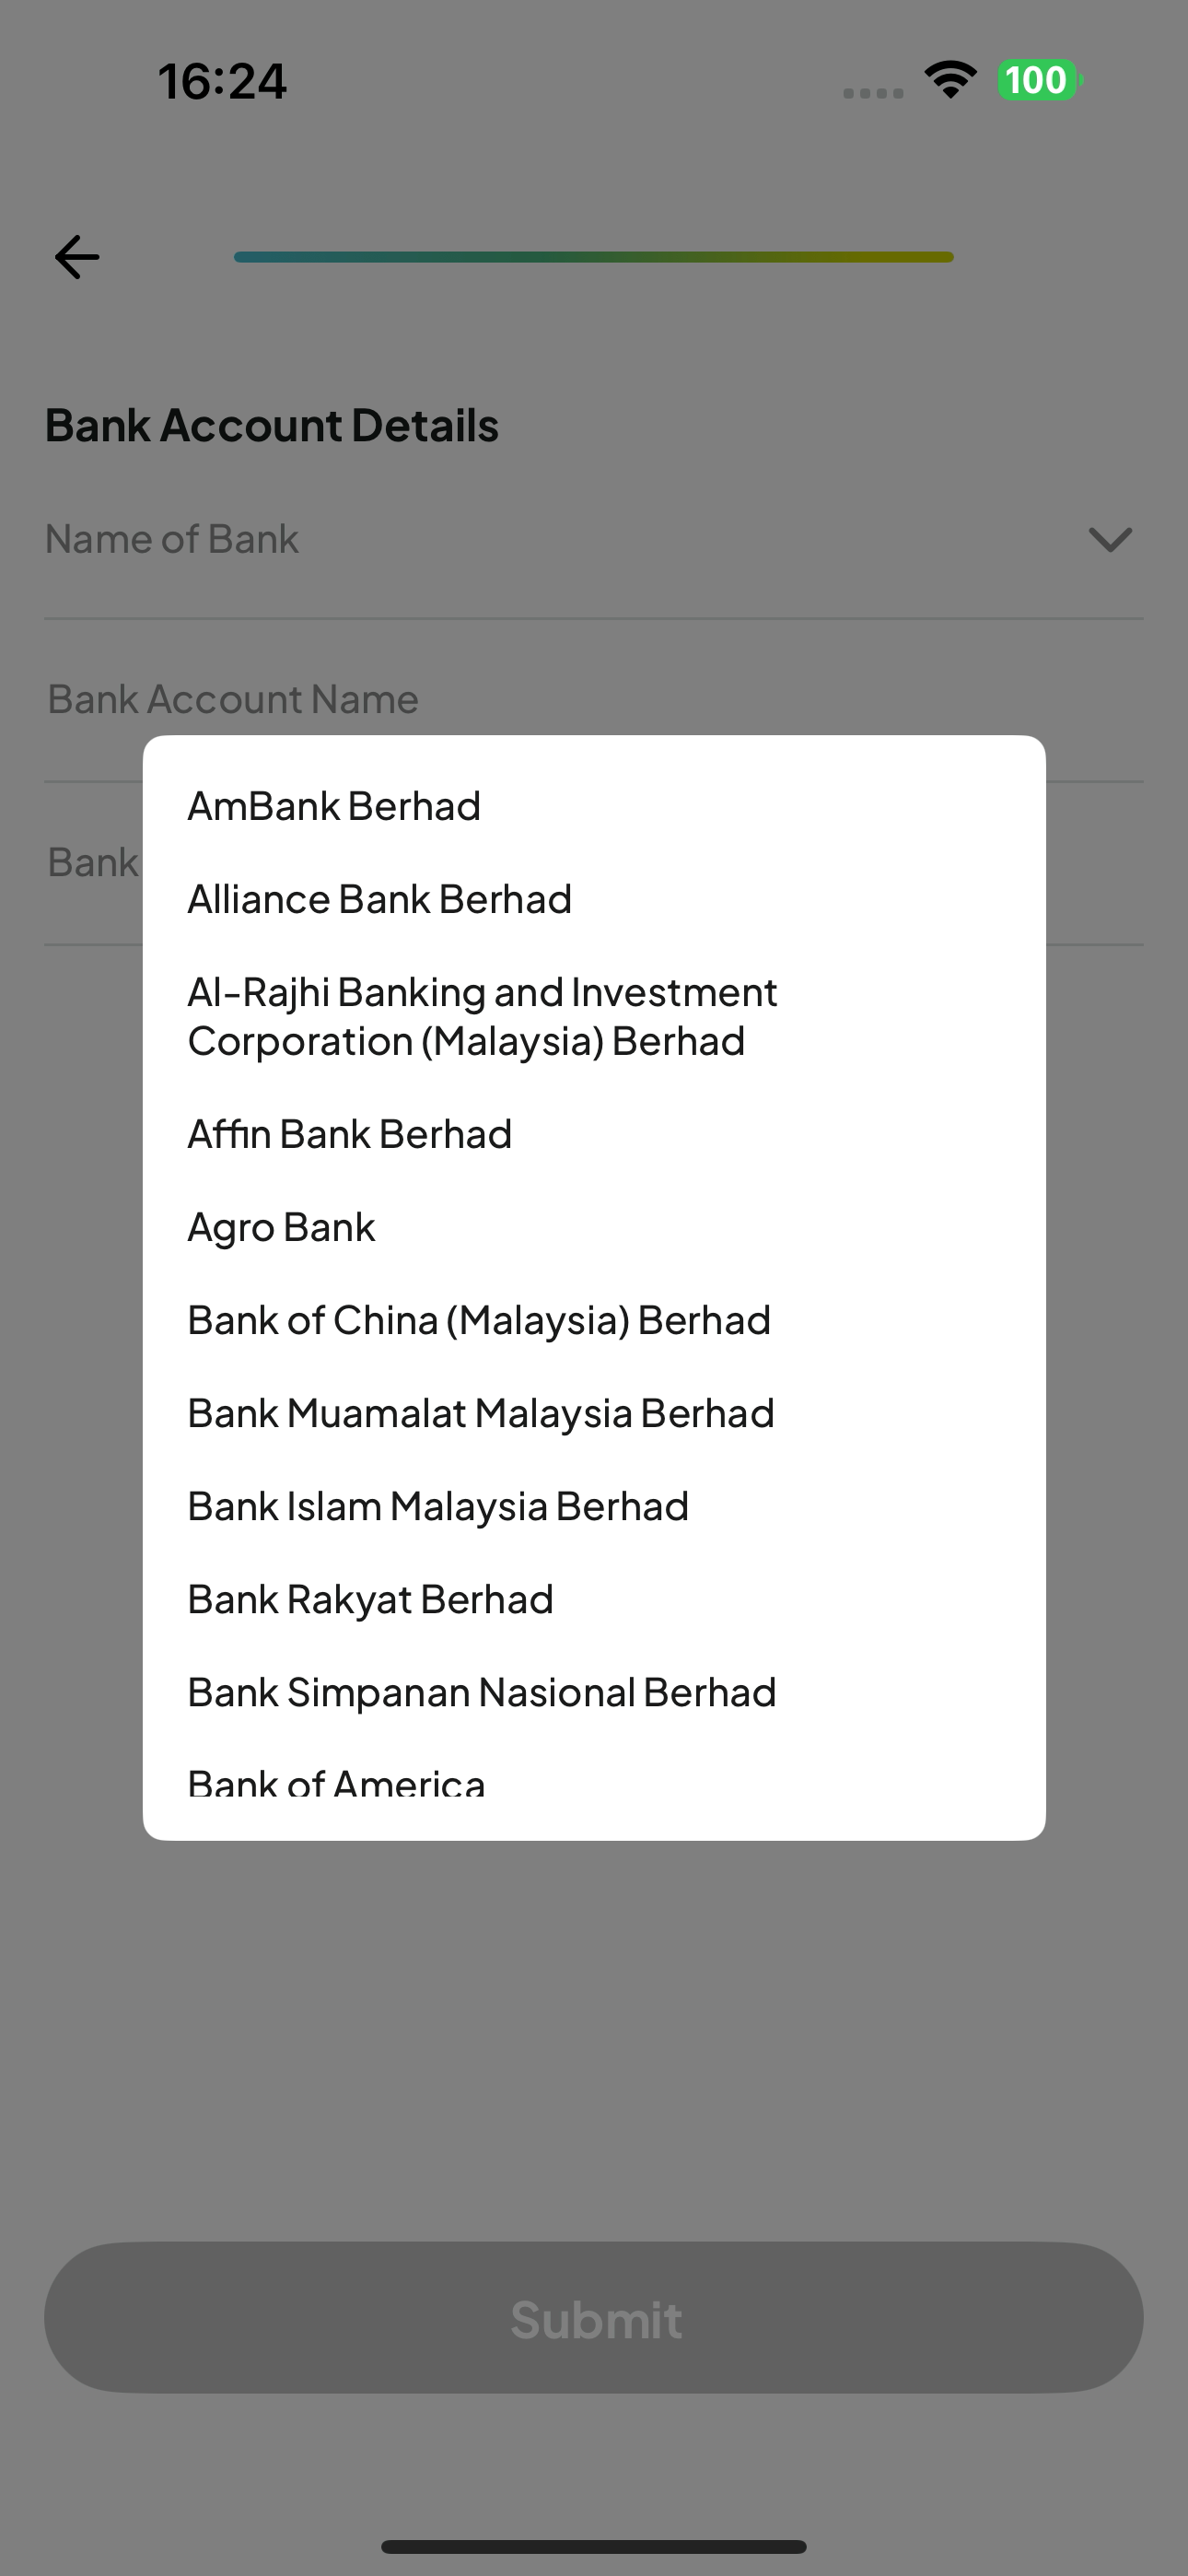 16:24
100
Bank Account Details
Name of Bank
Bank Account Name
Bank
AmBank Berhad
Alliance Bank Berhad
Al-Rajhi Banking and Investment
Corporation (Malaysia) Berhad
Affin Bank Berhad
Agro Bank
Bank of China (Malaysia) Berhad
Bank Muamalat Malaysia Berhad
Bank Islam Malaysia Berhad
Bank Rakyat Berhad
Bank Simpanan Nasional Berhad
Bank of America
Submit